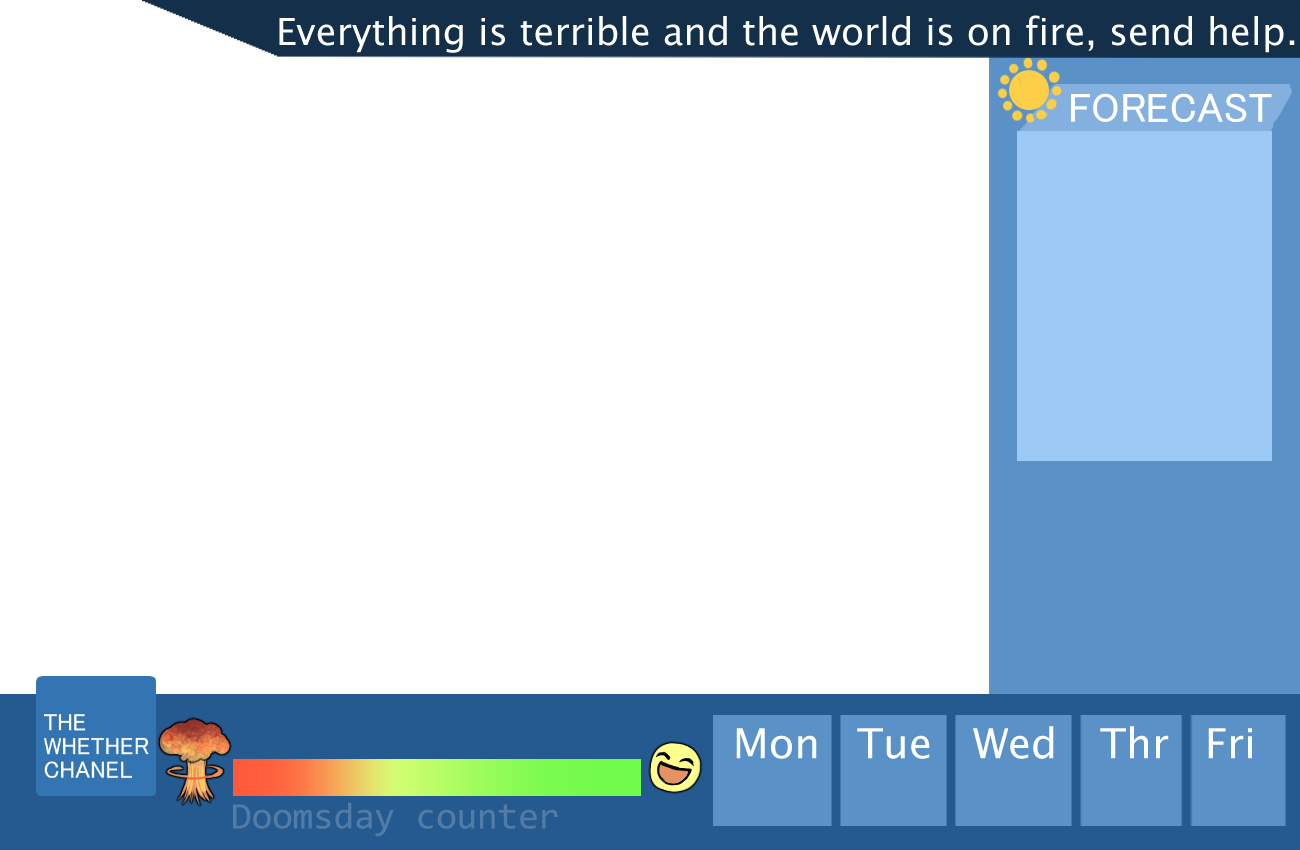 Everything is terrible and the world is on fire, send help.
FORECAST
THE
WHETHER
CHANEL
Doomsday counter
Mon Tue Wed Thr Fri